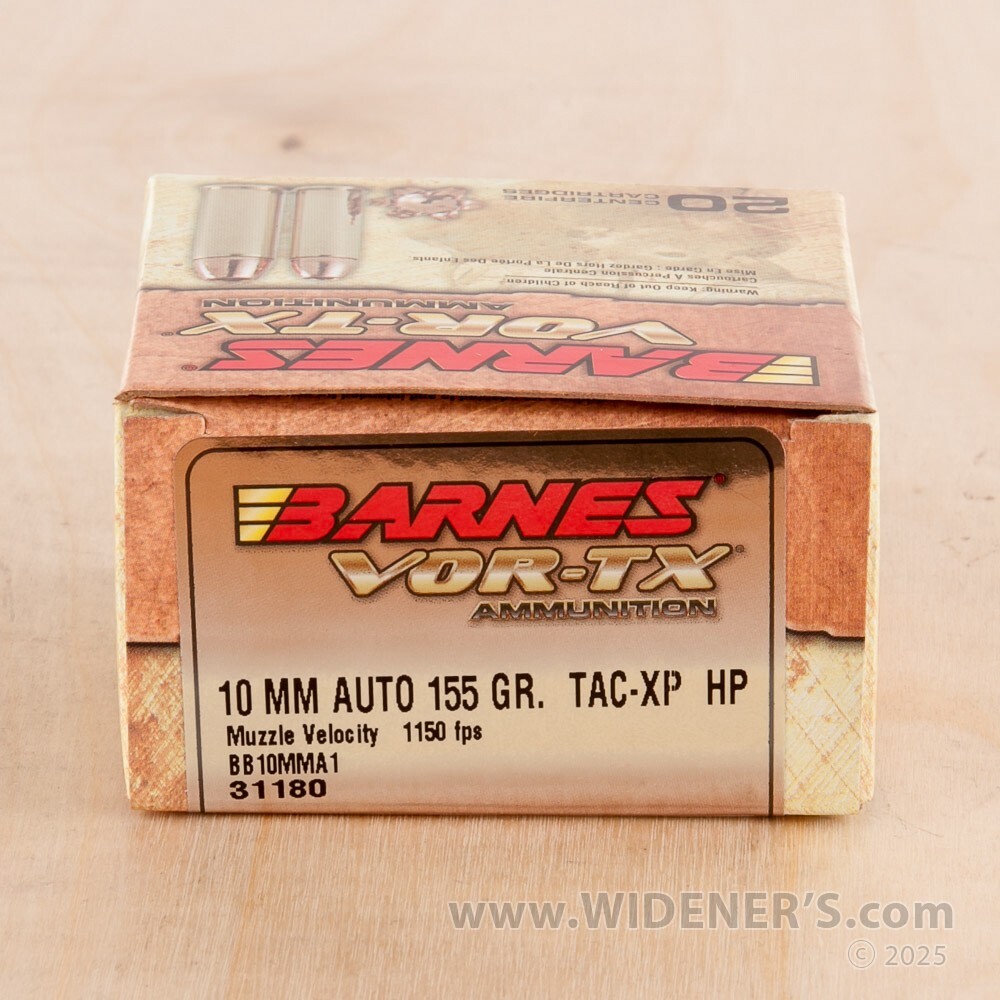 20 CENTERFIRE
CARTRIDGES
Warning: Keep Out of Reach of Children.
Cartouches À Percussion Centrale
Mise En Garde : Gardez Hors De La Portée Des Enfants.
BARNES®
VOR-TX®
AMMUNITION
BARNES®
VOR-TX®
AMMUNITION
10 MM AUTO 155 GR. TAC-XP HP
Muzzle Velocity 1150 fps
BB10MMA1
31180
www.WIDENER'S.com
© 2025